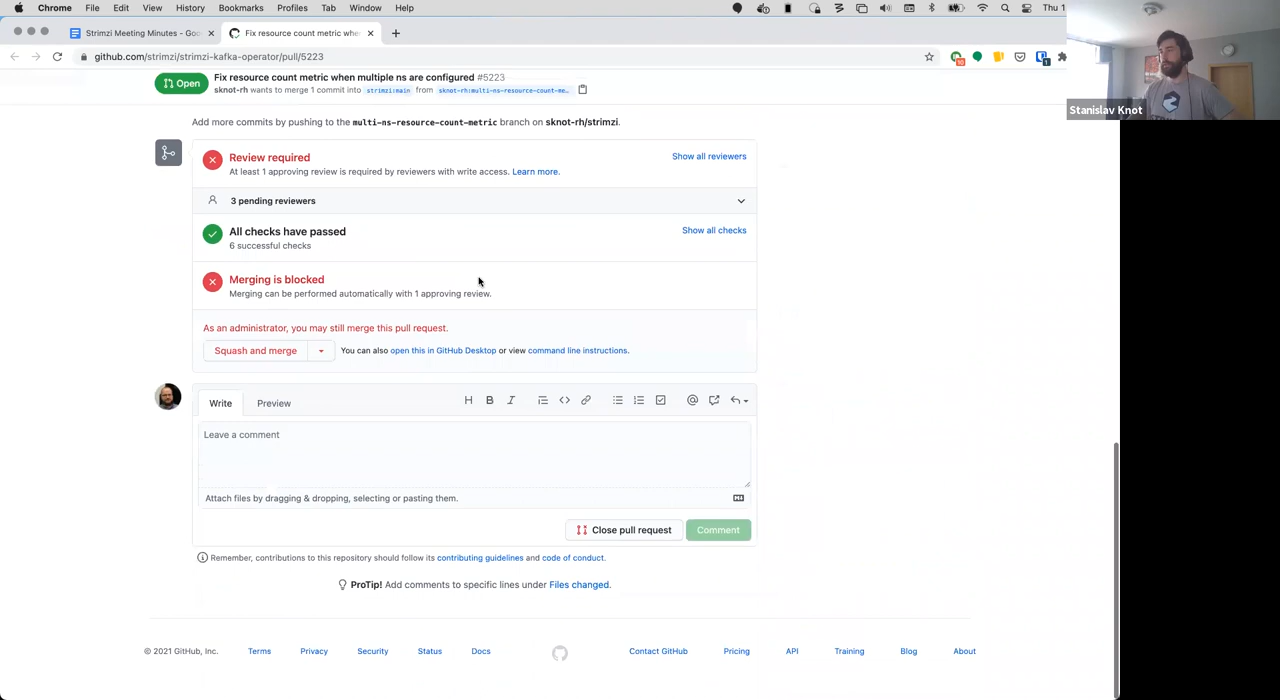 Chrome File Edit View History Bookmarks Profiles Tab Window Help Thu 1
Strimzi Meeting Minutes - Goo
Fix resource count metric whe
github.com/strimzi/strimzi-kafka-operator/pull/5223
Open
Fix resource count metric when multiple ns are configured #5223
sknot-rh wants to merge 1 commit into strimzi:main from sknot-rh:multi-ns-resource-count-me…
Stanislav Knot
Add more commits by pushing to the multi-ns-resource-count-metric branch on sknot-rh/strimzi.
Review required
Show all reviewers
At least 1 approving review is required by reviewers with write access. Learn more.
3 pending reviewers
All checks have passed
Show all checks
6 successful checks
Merging is blocked
Merging can be performed automatically with 1 approving review.
As an administrator, you may still merge this pull request.
Squash and merge
You can also open this in GitHub Desktop or view command line instructions.
Write Preview
Leave a comment
Attach files by dragging & dropping, selecting or pasting them.
Close pull request Comment
Remember, contributions to this repository should follow its contributing guidelines and code of conduct.
ProTip! Add comments to specific lines under Files changed.
© 2021 GitHub, Inc. Terms Privacy Security Status Docs Contact GitHub Pricing API Training Blog About